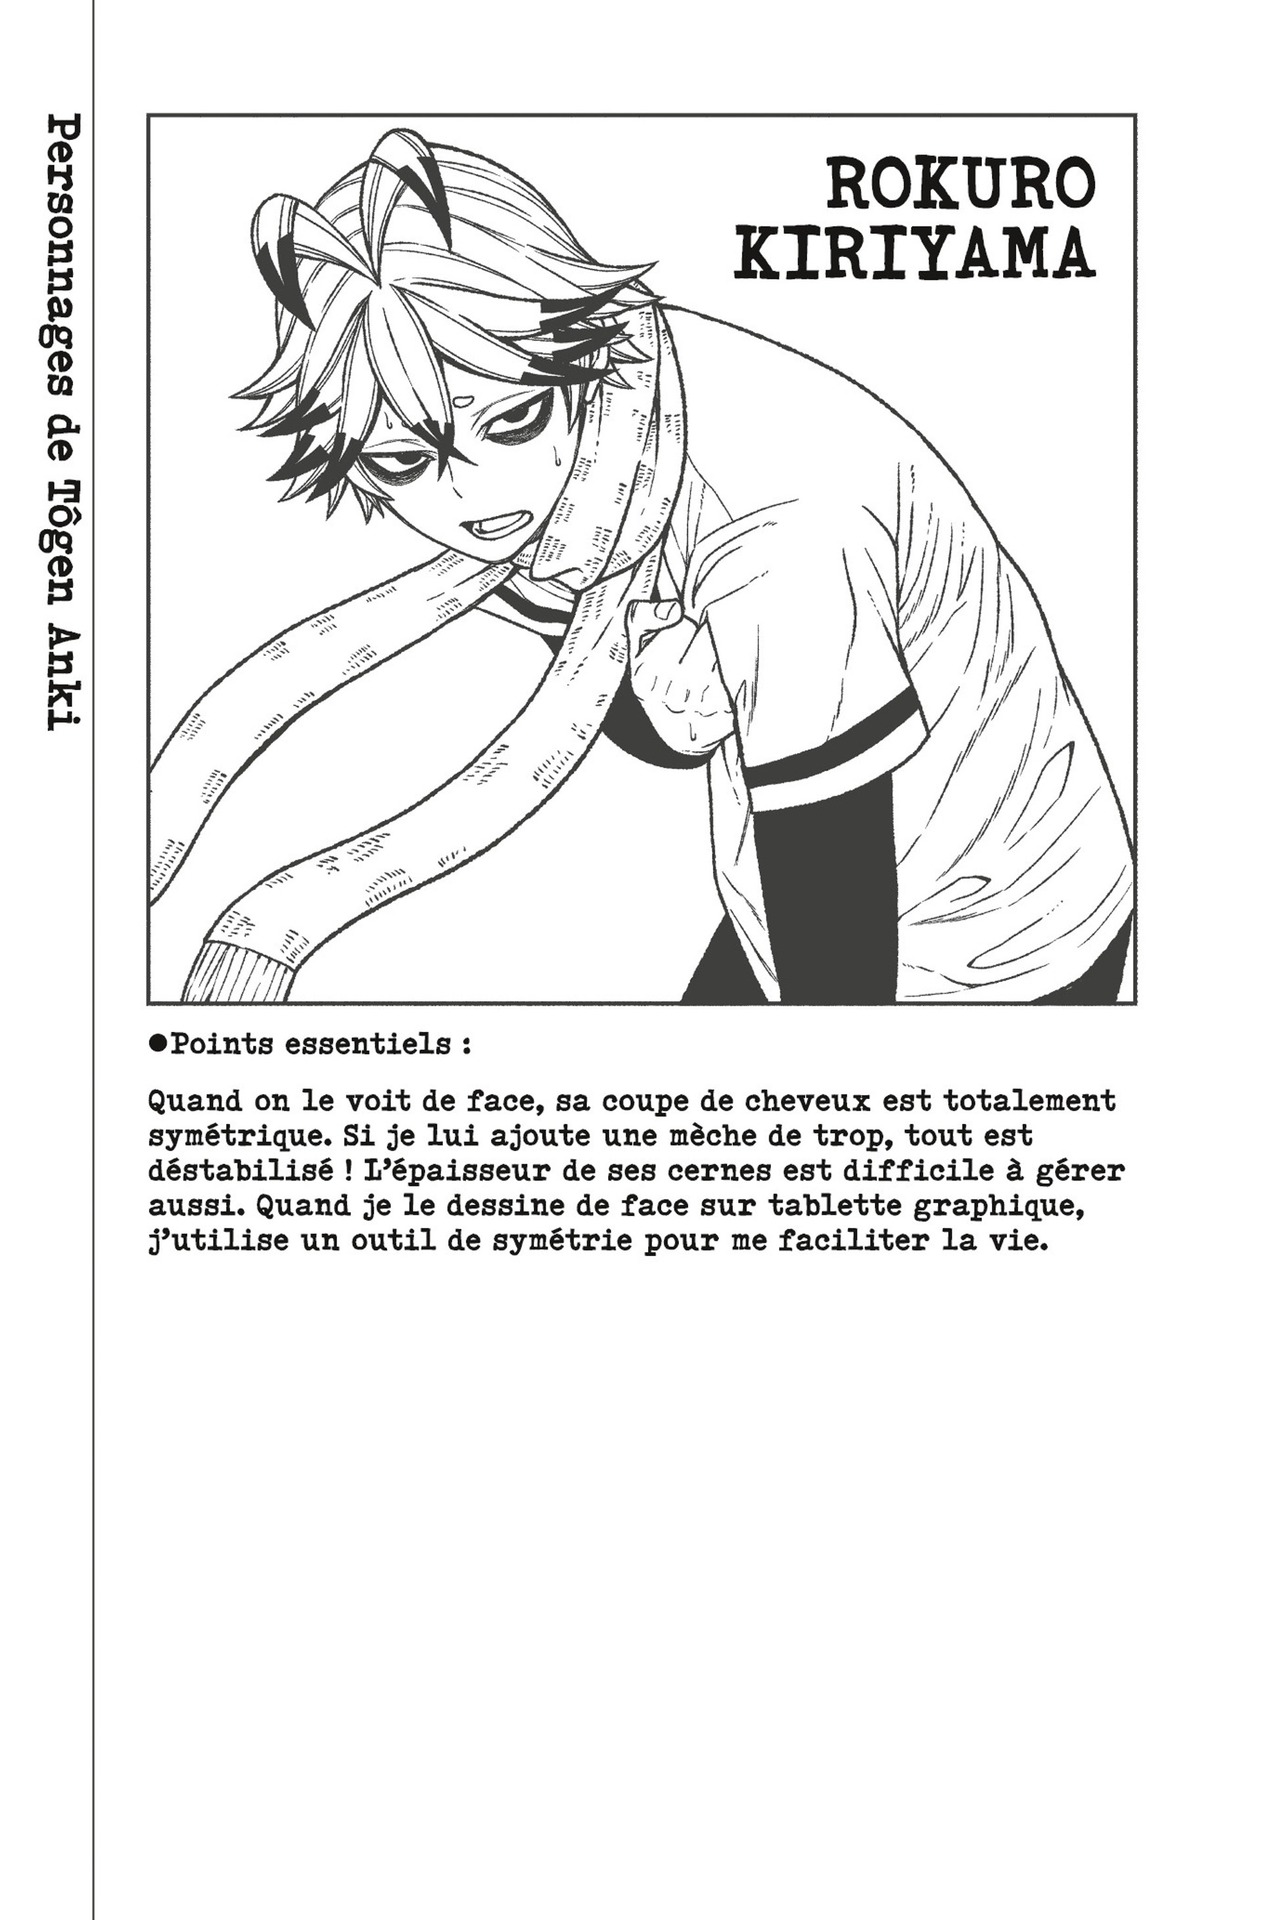 Personnages de Tôgen Anki
ROKURO
KIRIYAMA
●Points essentiels :
Quand on le voit de face, sa coupe de cheveux est totalement
symétrique. Si je lui ajoute une mèche de trop, tout est
déstabilisé ! L’épaisseur de ses cernes est difficile à gérer
aussi. Quand je le dessine de face sur tablette graphique,
j’utilise un outil de symétrie pour me faciliter la vie.